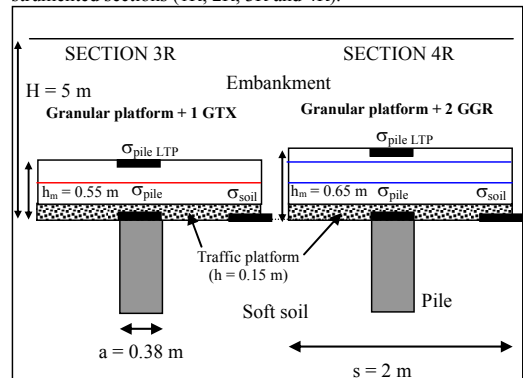 strumented sections (1R, 2R, 3R and 4R).
SECTION 3R SECTION 4R
H = 5 m
Embankment
Granular platform + 1 GTX Granular platform + 2 GGR
σpile LTP σpile LTP
hm = 0.55 m σpile σsoil hm = 0.65 m σpile σsoil
Traffic platform
(h = 0.15 m)
Soft soil Pile
a = 0.38 m
s = 2 m